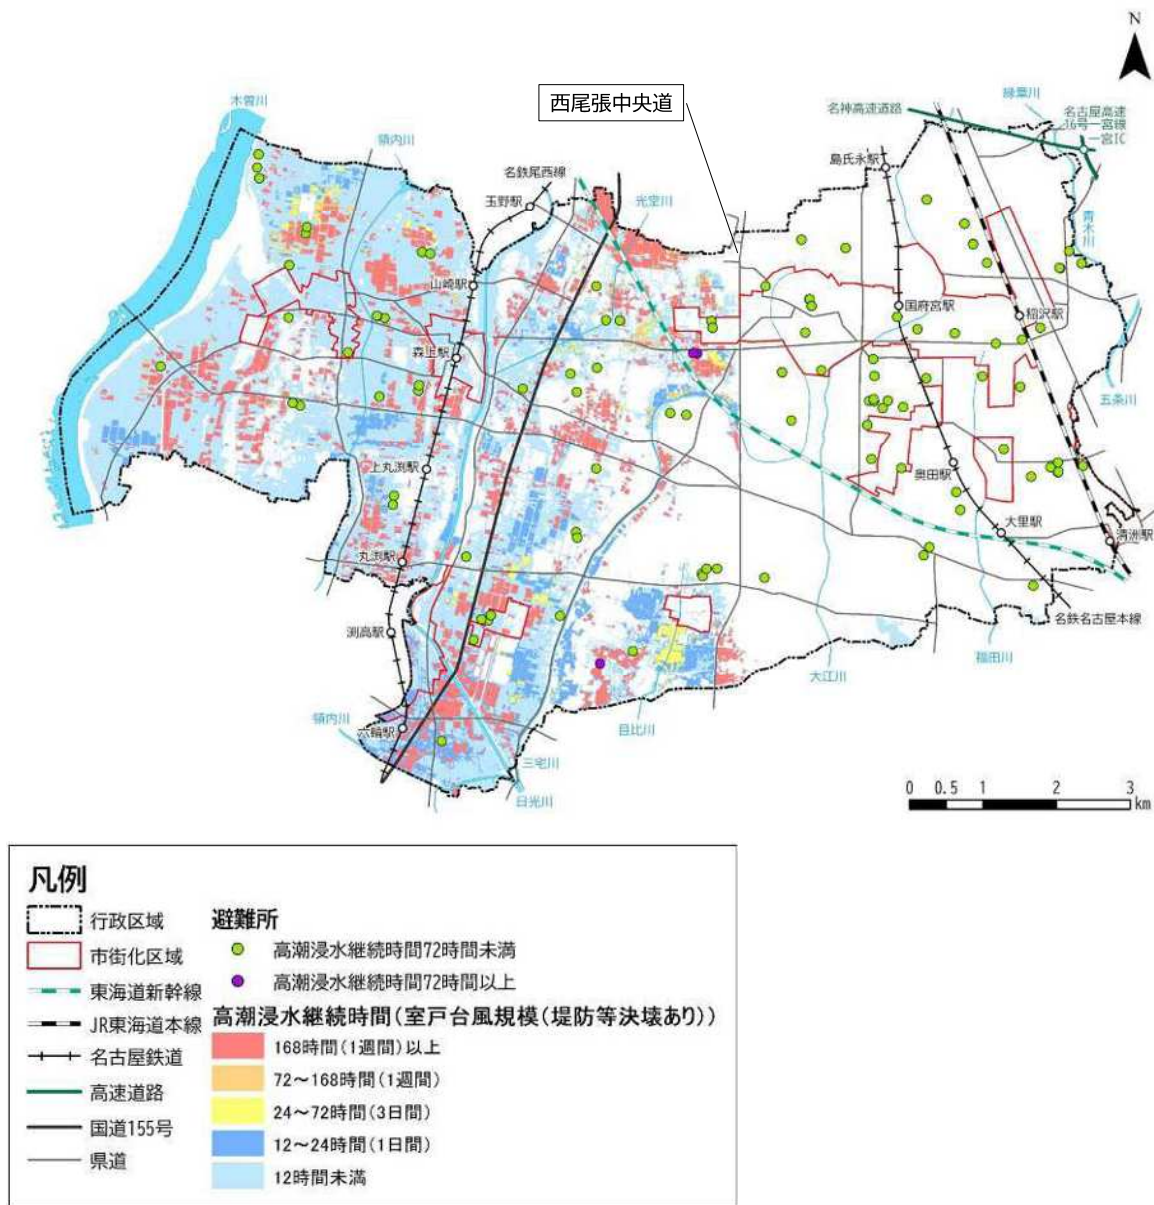 N
木曽川
領内川
西尾張中央道
名神高速道路
縁葉川
名古屋高速
16号一宮線
一宮IC
島氏永駅
名鉄尾西線
玉野駅
光堂川
青木川
山崎駅
国府宮駅
稲沢駅
森上駅
五条川
上丸渕駅
奥田駅
大里駅
清洲駅
丸渕駅
渕高駅
名鉄名古屋本線
福田川
大江川
領内川
六輪駅
目比川
三宅川
日光川
0 0.5 1 2 3
km
凡例
行政区域
市街化区域
東海道新幹線
JR東海道本線
名古屋鉄道
高速道路
国道155号
県道
避難所
高潮浸水継続時間72時間未満
高潮浸水継続時間72時間以上
高潮浸水継続時間(室戸台風規模(堤防等決壊あり))
168時間(1週間)以上
72～168時間(1週間)
24～72時間(3日間)
12～24時間(1日間)
12時間未満